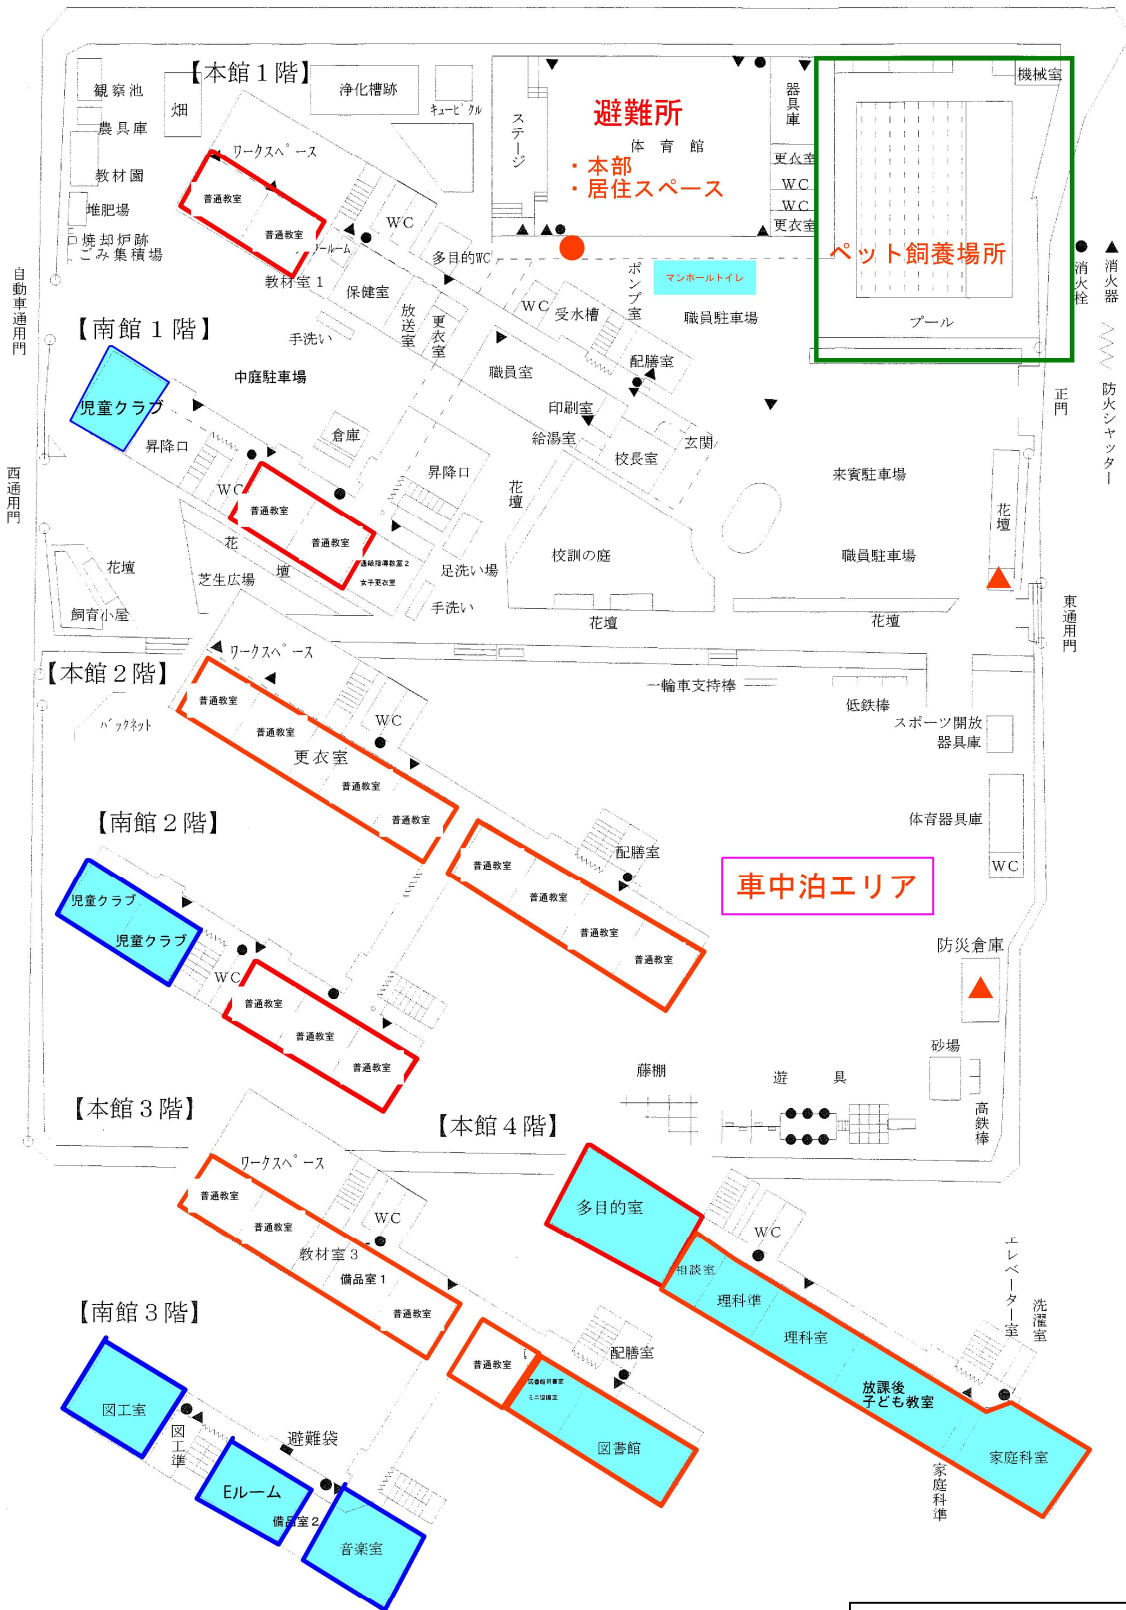 【本館１階】
観察池
畑
農具庫
教材園
堆肥場
焼却炉跡
ごみ集積場
浄化槽跡
キュービクル
ワークスペース
普通教室
普通教室
WC
教材室１
保健室
放送室
更衣室
多目的WC
手洗い
ステージ
避難所
体育館
・本部
・居住スペース
器具庫
更衣室
WC
WC
更衣室
機械室
ペット飼養場所
プール
マンホールトイレ
ポンプ室
職員駐車場
WC
受水槽
配膳室
職員室
印刷室
給湯室
校長室
玄関
消火栓
消火器
防火シャッター
正門
自動車通用門
【南館１階】
中庭駐車場
児童クラブ
昇降口
倉庫
昇降口
WC
普通教室
普通教室
通級指導教室２
女子更衣室
花壇
芝生広場
足洗い場
手洗い
花壇
校訓の庭
花壇
来賓駐車場
職員駐車場
花壇
花壇
西通用門
花壇
飼育小屋
東通用門
【本館２階】
ワークスペース
バックネット
普通教室
普通教室
更衣室
普通教室
普通教室
WC
普通教室
普通教室
普通教室
普通教室
配膳室
一輪車支持棒
低鉄棒
スポーツ開放
器具庫
体育器具庫
WC
車中泊エリア
防災倉庫
砂場
高鉄棒
藤棚
遊具
【南館２階】
児童クラブ
児童クラブ
WC
普通教室
普通教室
普通教室
【本館３階】
ワークスペース
普通教室
普通教室
教材室３
備品室１
普通教室
WC
普通教室
図書館
配膳室
【本館４階】
多目的室
相談室
理科準
理科室
放課後
子ども教室
家庭科準
家庭科室
WC
エレベーター室
洗濯室
【南館３階】
図工室
図工準
避難袋
Eルーム
備品室２
音楽室